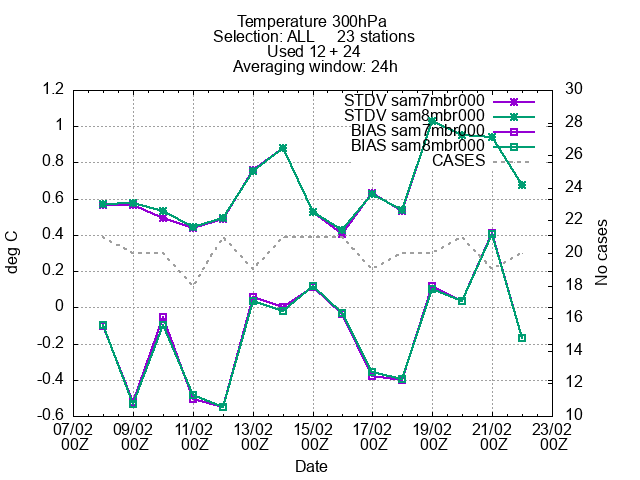 Temperature 300hPa
Selection: ALL 23 stations
Used 12 + 24
Averaging window: 24h
STDV sam7mbr000
STDV sam8mbr000
BIAS sam7mbr000
BIAS sam8mbr000
CASES
deg C
1.2
1
0.8
0.6
0.4
0.2
0
-0.2
-0.4
-0.6
No cases
30
28
26
24
22
20
18
16
14
12
10
07/02 09/02 11/02 13/02 15/02 17/02 19/02 21/02 23/02
00Z 00Z 00Z 00Z 00Z 00Z 00Z 00Z 00Z
Date